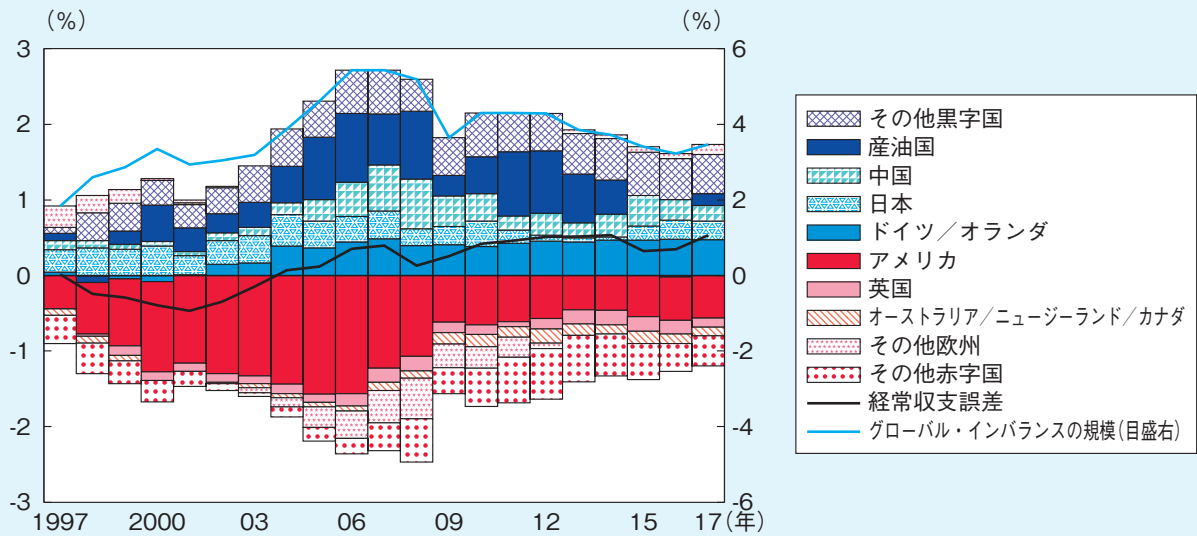 (%)
(%)
3
2
1
0
-1
-2
-3
6
4
2
0
-2
-4
-6
1997
2000
03
06
09
12
15
17(年)
その他黒字国
産油国
中国
日本
ドイツ/オランダ
アメリカ
英国
オーストラリア/ニュージーランド/カナダ
その他欧州
その他赤字国
経常収支誤差
グローバル・インバランスの規模(目盛右)